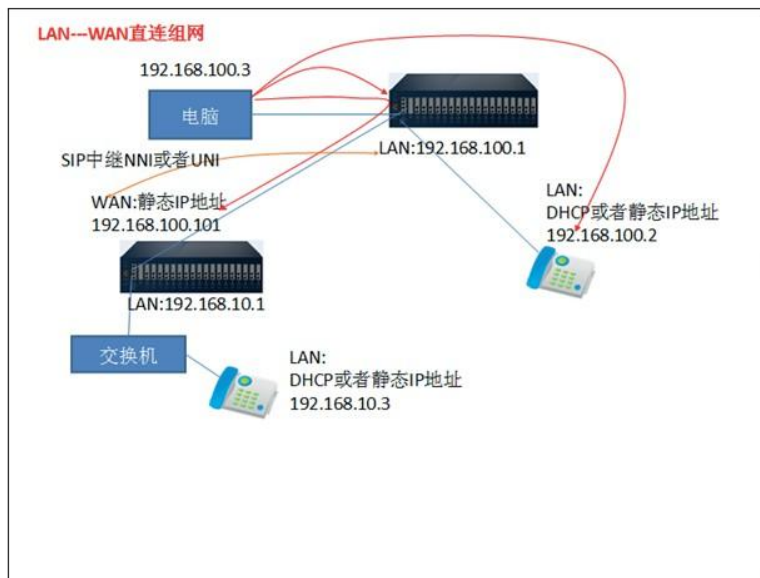 LAN---WAN直连组网
192.168.100.3
电脑
LAN:192.168.100.1
SIP中继NNI或者UNI
WAN:静态IP地址
192.168.100.101
LAN:
DHCP或者静态IP地址
192.168.100.2
LAN:192.168.10.1
交换机
LAN:
DHCP或者静态IP地址
192.168.10.3